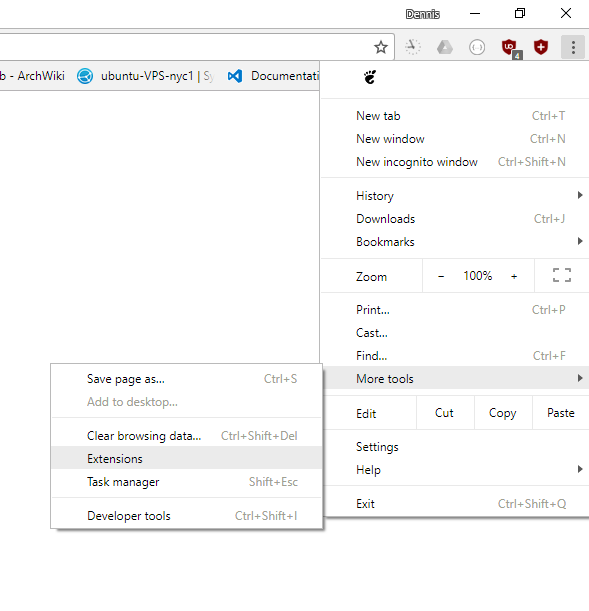 Dennis
4
b - ArchWiki ubuntu-VPS-nyc1 | Sy Documentati
New tab Ctrl+T
New window Ctrl+N
New incognito window Ctrl+Shift+N
History
Downloads Ctrl+J
Bookmarks
Zoom − 100% +
Print... Ctrl+P
Cast...
Find... Ctrl+F
More tools
Edit Cut Copy Paste
Settings
Help
Exit Ctrl+Shift+Q
Save page as... Ctrl+S
Add to desktop...
Clear browsing data... Ctrl+Shift+Del
Extensions
Task manager Shift+Esc
Developer tools Ctrl+Shift+I